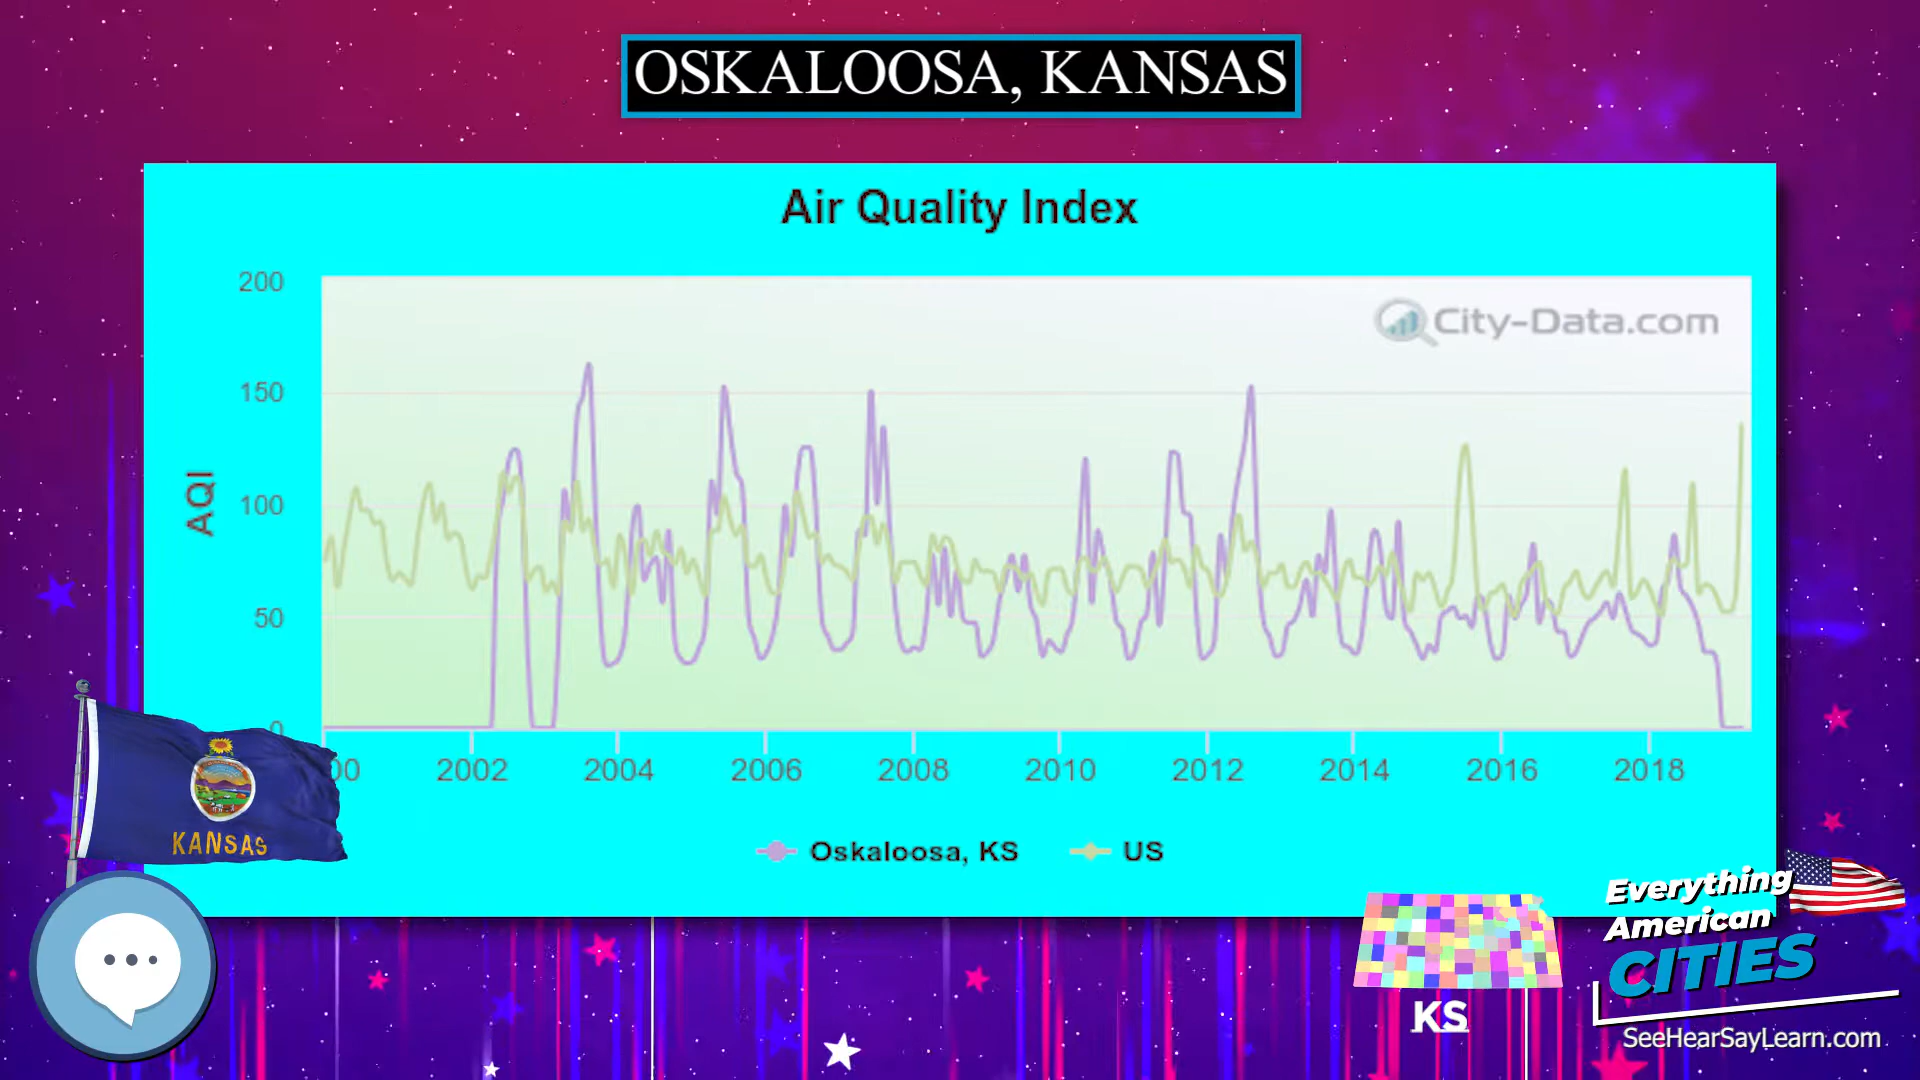 OSKALOOSA, KANSAS
Air Quality Index
City-Data.com
200
150
100
50
0
AQI
00
2002
2004
2006
2008
2010
2012
2014
2016
2018
Oskaloosa, KS
US
KANSAS
KS
Everything
American
CITIES
SeeHearSayLearn.com